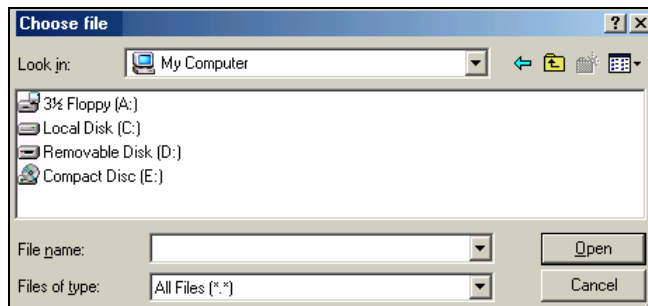 Choose file
Look in: My Computer
3½ Floppy (A:)
Local Disk (C:)
Removable Disk (D:)
Compact Disc (E:)
File name: Open
Files of type: All Files (*.*) Cancel